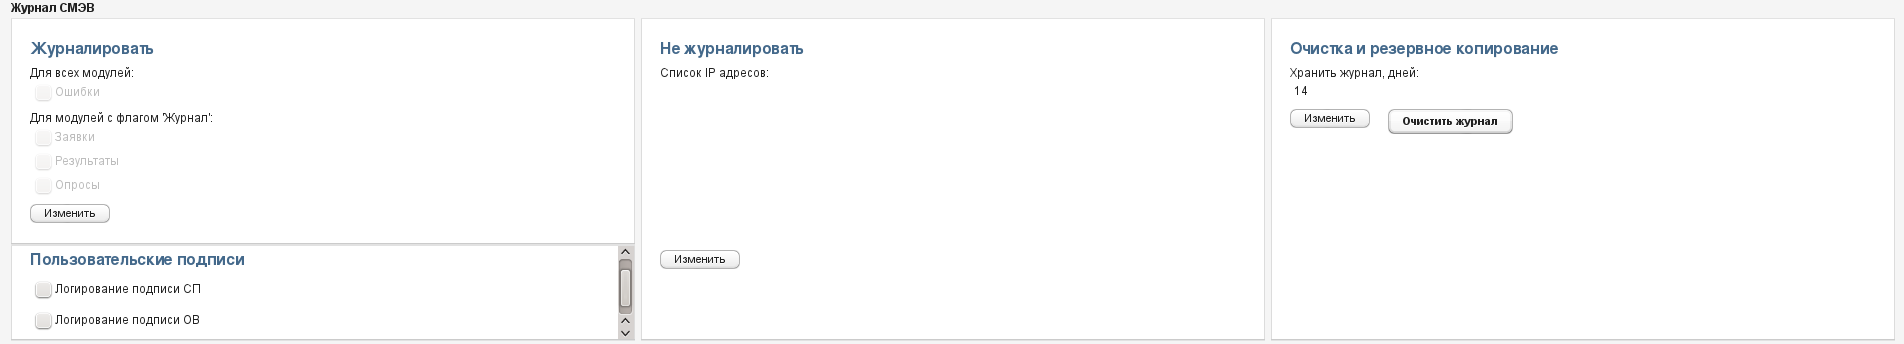 Журнал СМЭВ
Журналировать
Для всех модулей:
Ошибки
Для модулей с флагом 'Журнал':
Заявки
Результаты
Опросы
Изменить
Пользовательские подписи
Логирование подписи СП
Логирование подписи ОВ
Не журналировать
Список IP адресов:
Изменить
Очистка и резервное копирование
Хранить журнал, дней:
14
Изменить Очистить журнал